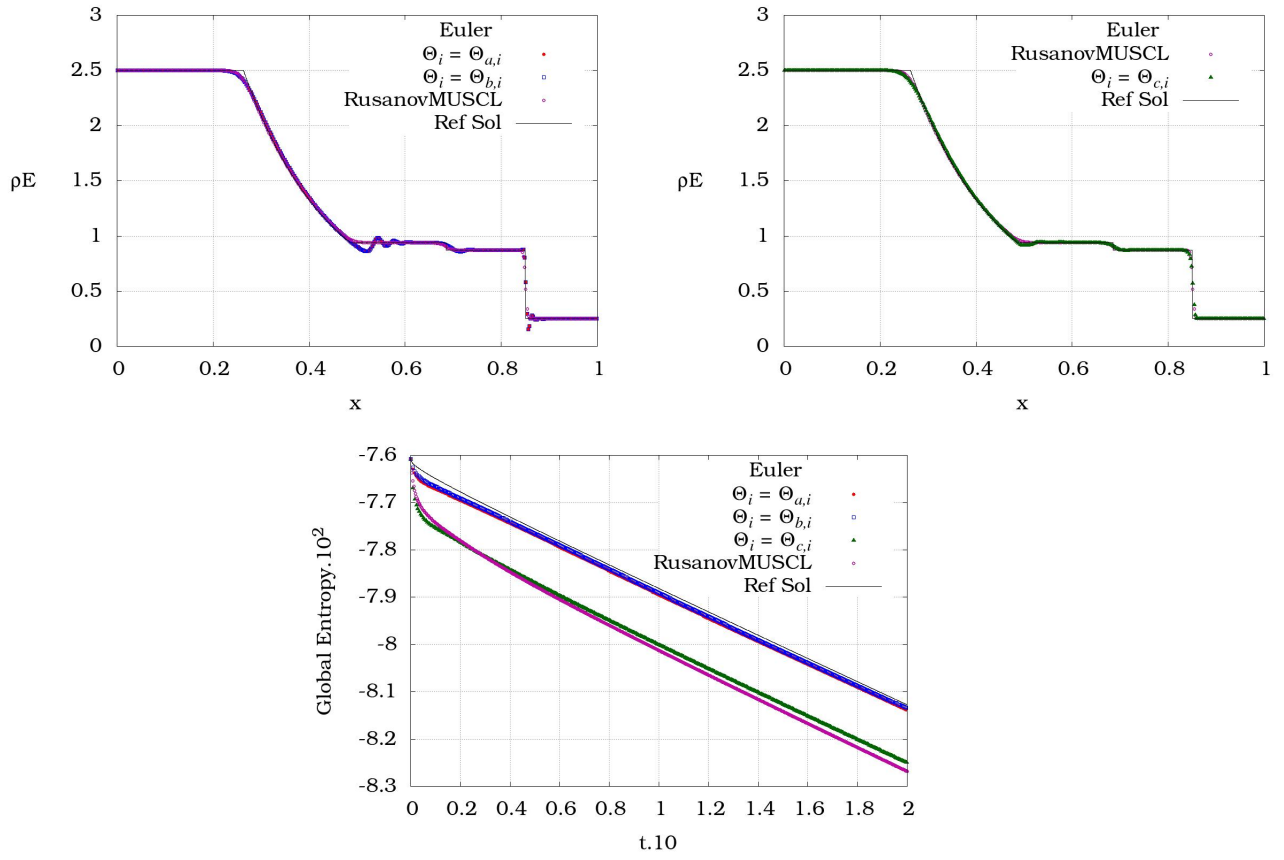 3
2.5
2
1.5
1
0.5
0
ρE
0 0.2 0.4 0.6 0.8 1
x
Euler
Θi = Θa,i
Θi = Θb,i
RusanovMUSCL
Ref Sol
3
2.5
2
1.5
1
0.5
0
ρE
0 0.2 0.4 0.6 0.8 1
x
Euler
RusanovMUSCL
Θi = Θc,i
Ref Sol
-7.6
-7.7
-7.8
-7.9
-8
-8.1
-8.2
-8.3
Global Entropy.10²
0 0.2 0.4 0.6 0.8 1 1.2 1.4 1.6 1.8 2
t.10
Euler
Θi = Θa,i
Θi = Θb,i
Θi = Θc,i
RusanovMUSCL
Ref Sol